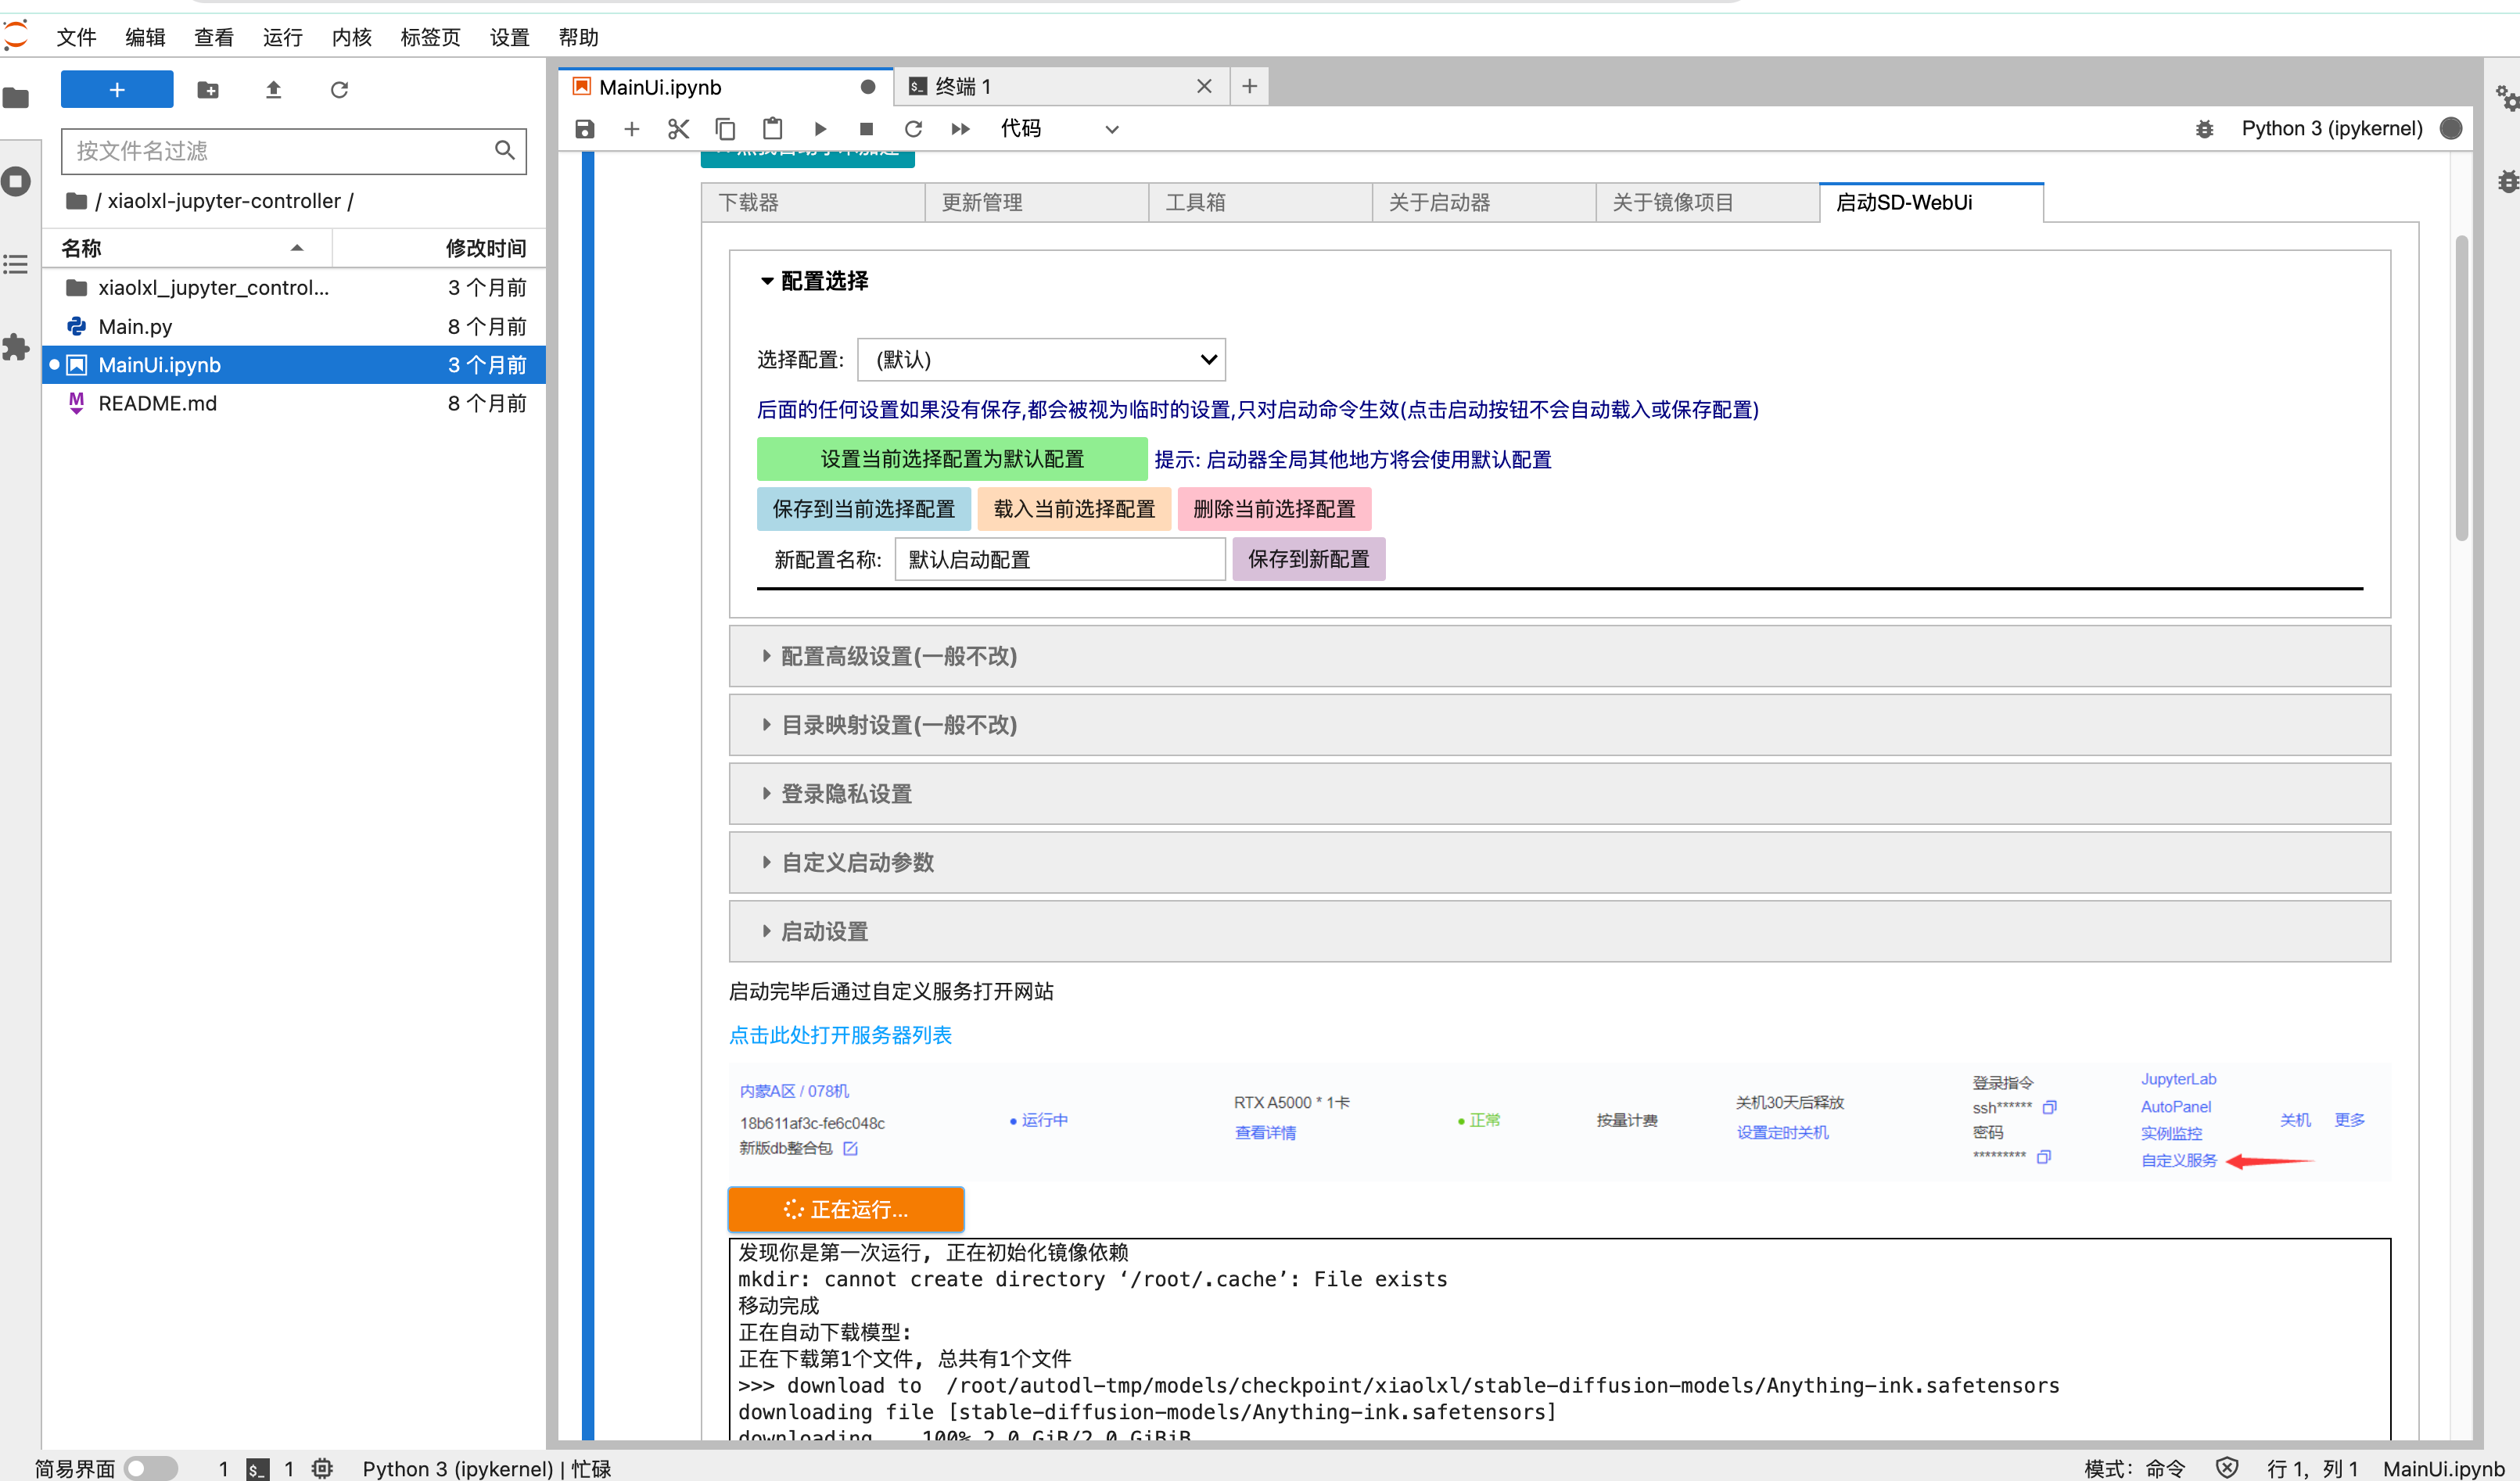 文件 编辑 查看 运行 内核 标签页 设置 帮助
+
按文件名过滤
/ xiaolxl-jupyter-controller /
名称 修改时间
xiaolxl_jupyter_control... 3 个月前
Main.py 8 个月前
MainUi.ipynb 3 个月前
README.md 8 个月前
MainUi.ipynb 终端 1
代码 Python 3 (ipykernel)
下载器 更新管理 工具箱 关于启动器 关于镜像项目 启动SD-WebUi
配置选择
选择配置: (默认)
后面的任何设置如果没有保存,都会被视为临时的设置,只对启动命令生效(点击启动按钮不会自动载入或保存配置)
设置当前选择配置为默认配置 提示: 启动器全局其他地方将会使用默认配置
保存到当前选择配置 载入当前选择配置 删除当前选择配置
新配置名称: 默认启动配置 保存到新配置
配置高级设置(一般不改)
目录映射设置(一般不改)
登录隐私设置
自定义启动参数
启动设置
启动完毕后通过自定义服务打开网站
点击此处打开服务器列表
内蒙A区 / 078机
18b611af3c-fe6c048c
新版db整合包
运行中
RTX A5000 * 1卡
查看详情
正常
按量计费
关机30天后释放
设置定时关机
登录指令
ssh******
密码
*********
JupyterLab
AutoPanel
实例监控
自定义服务
关机 更多
正在运行...
发现你是第一次运行, 正在初始化镜像依赖
mkdir: cannot create directory ‘/root/.cache’: File exists
移动完成
正在自动下载模型:
正在下载第1个文件, 总共有1个文件
>>> download to  /root/autodl-tmp/models/checkpoint/xiaolxl/stable-diffusion-models/Anything-ink.safetensors
downloading file [stable-diffusion-models/Anything-ink.safetensors]
downloading    100% 2.0 GiB/2.0 GiBiB
简易界面 1 $_ 1 Python 3 (ipykernel) | 忙碌 模式: 命令 行 1, 列 1 MainUi.ipynb